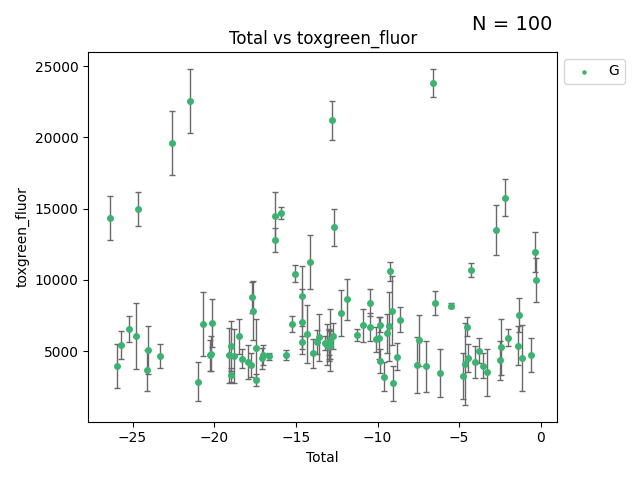 N = 100
Total vs toxgreen_fluor
G
25000
20000
15000
10000
5000
toxgreen_fluor
−25 −20 −15 −10 −5 0
Total